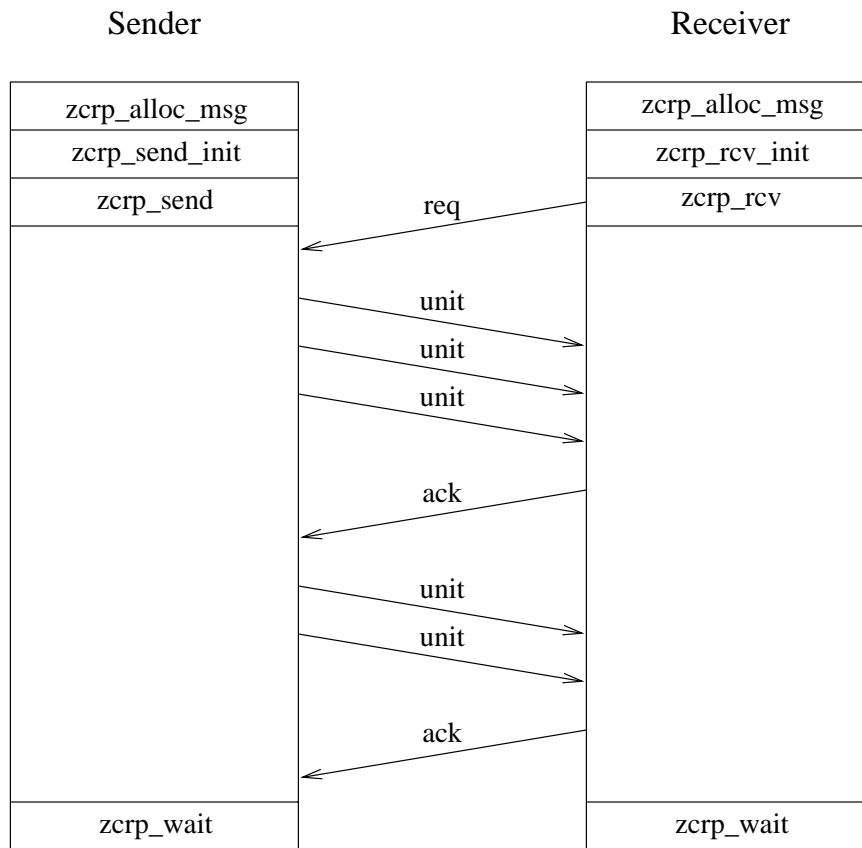 Sender
Receiver
zcrp_alloc_msg
zcrp_alloc_msg
zcrp_send_init
zcrp_rcv_init
zcrp_send
zcrp_rcv
req
unit
unit
unit
ack
unit
unit
ack
zcrp_wait
zcrp_wait